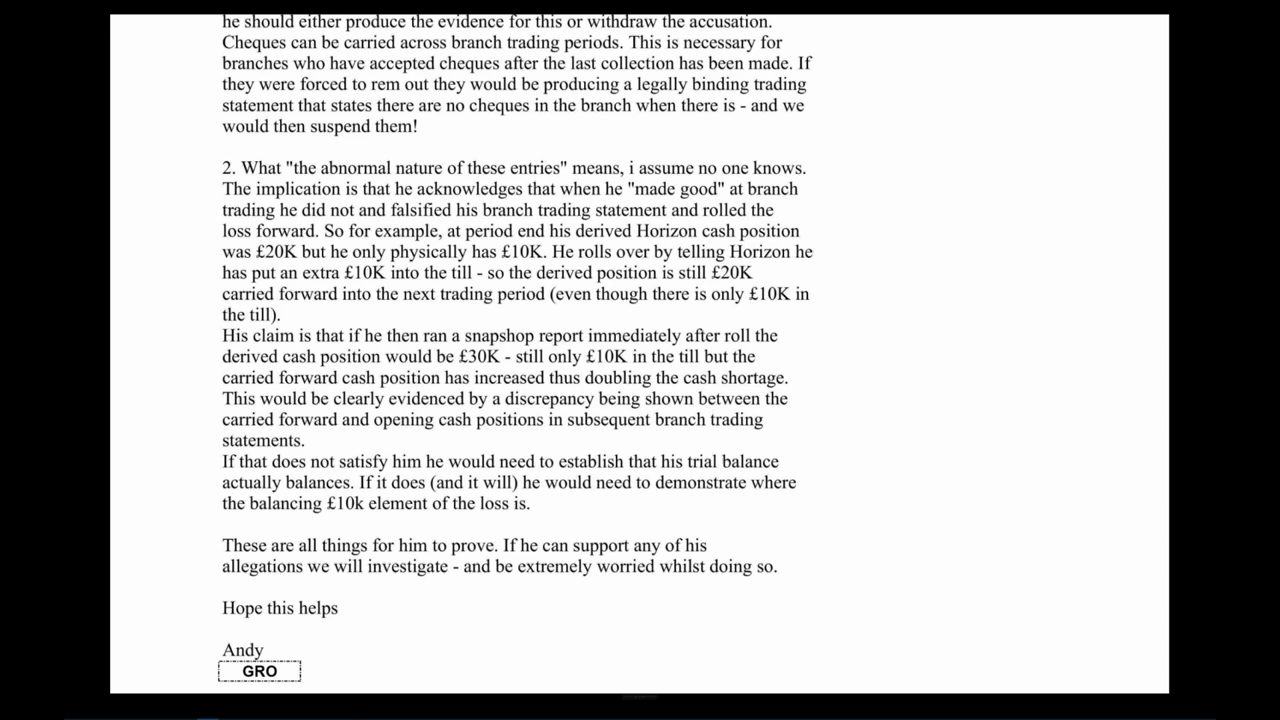 he should either produce the evidence for this or withdraw the accusation.
Cheques can be carried across branch trading periods. This is necessary for
branches who have accepted cheques after the last collection has been made. If
they were forced to rem out they would be producing a legally binding trading
statement that states there are no cheques in the branch when there is - and we
would then suspend them!
2. What "the abnormal nature of these entries" means, i assume no one knows.
The implication is that he acknowledges that when he "made good" at branch
trading he did not and falsified his branch trading statement and rolled the
loss forward. So for example, at period end his derived Horizon cash position
was £20K but he only physically has £10K. He rolls over by telling Horizon he
has put an extra £10K into the till - so the derived position is still £20K
carried forward into the next trading period (even though there is only £10K in
the till).
His claim is that if he then ran a snapshop report immediately after roll the
derived cash position would be £30K - still only £10K in the till but the
carried forward cash position has increased thus doubling the cash shortage.
This would be clearly evidenced by a discrepancy being shown between the
carried forward and opening cash positions in subsequent branch trading
statements.
If that does not satisfy him he would need to establish that his trial balance
actually balances. If it does (and it will) he would need to demonstrate where
the balancing £10k element of the loss is.
These are all things for him to prove. If he can support any of his
allegations we will investigate - and be extremely worried whilst doing so.
Hope this helps
Andy
GRO